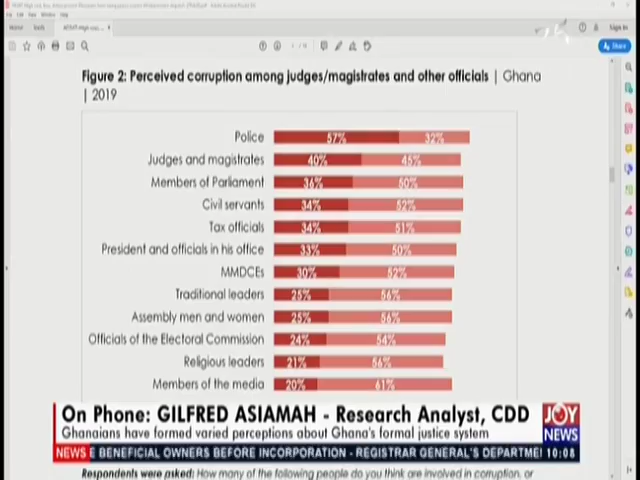 Home Tools
Sign In
Share
Figure 2: Perceived corruption among judges/magistrates and other officials | Ghana
| 2019
Police 57% 32%
Judges and magistrates 40% 45%
Members of Parliament 36% 50%
Civil servants 34% 52%
Tax officials 34% 51%
President and officials in his office 33% 50%
MMDCEs 30% 52%
Traditional leaders 25% 56%
Assembly men and women 25% 56%
Officials of the Electoral Commission 24% 54%
Religious leaders 21% 56%
Members of the media 20% 61%
On Phone: GILFRED ASIAMAH - Research Analyst, CDD
Ghanaians have formed varied perceptions about Ghana's formal justice system
JOY
NEWS
NEWS E BENEFICIAL OWNERS BEFORE INCORPORATION - REGISTRAR GENERAL'S DEPARTME 10:08
Respondents were asked: How many of the following people do you think are involved in corruption, or